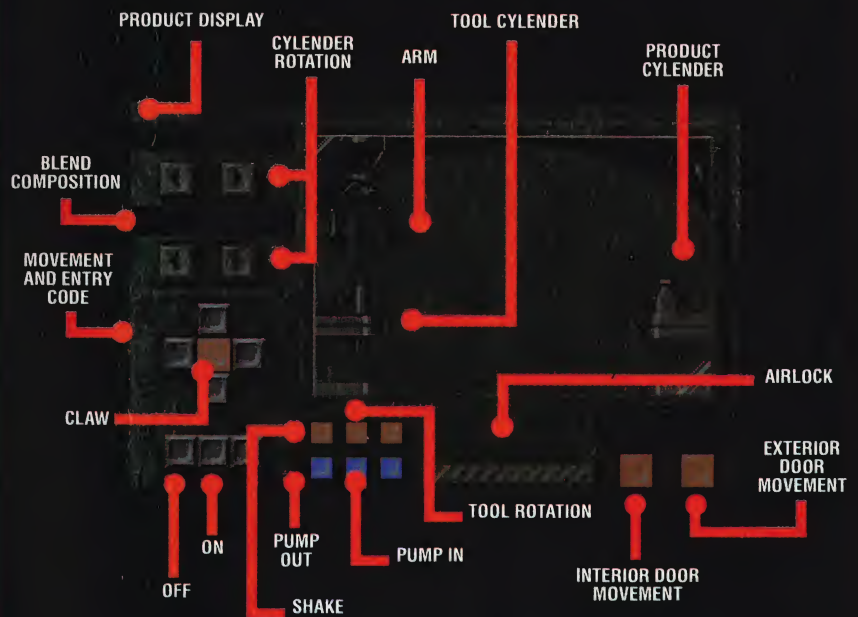 PRODUCT DISPLAY
TOOL CYLENDER
CYLENDER
ROTATION
ARM
PRODUCT
CYLENDER
BLEND
COMPOSITION
MOVEMENT
AND ENTRY
CODE
AIRLOCK
CLAW
EXTERIOR
DOOR
MOVEMENT
TOOL ROTATION
ON
PUMP
OUT
PUMP IN
OFF
INTERIOR DOOR
MOVEMENT
SHAKE